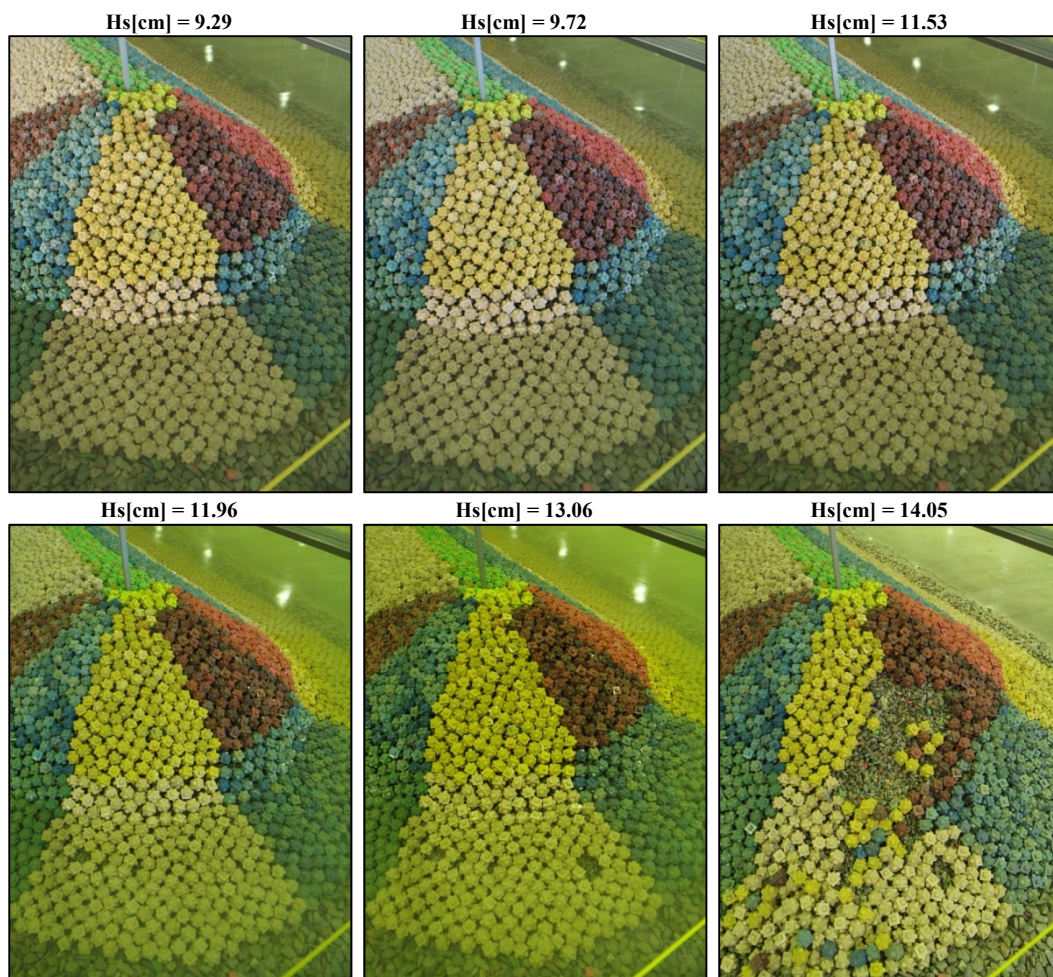 Hs[cm] = 9.29
Hs[cm] = 9.72
Hs[cm] = 11.53
Hs[cm] = 11.96
Hs[cm] = 13.06
Hs[cm] = 14.05